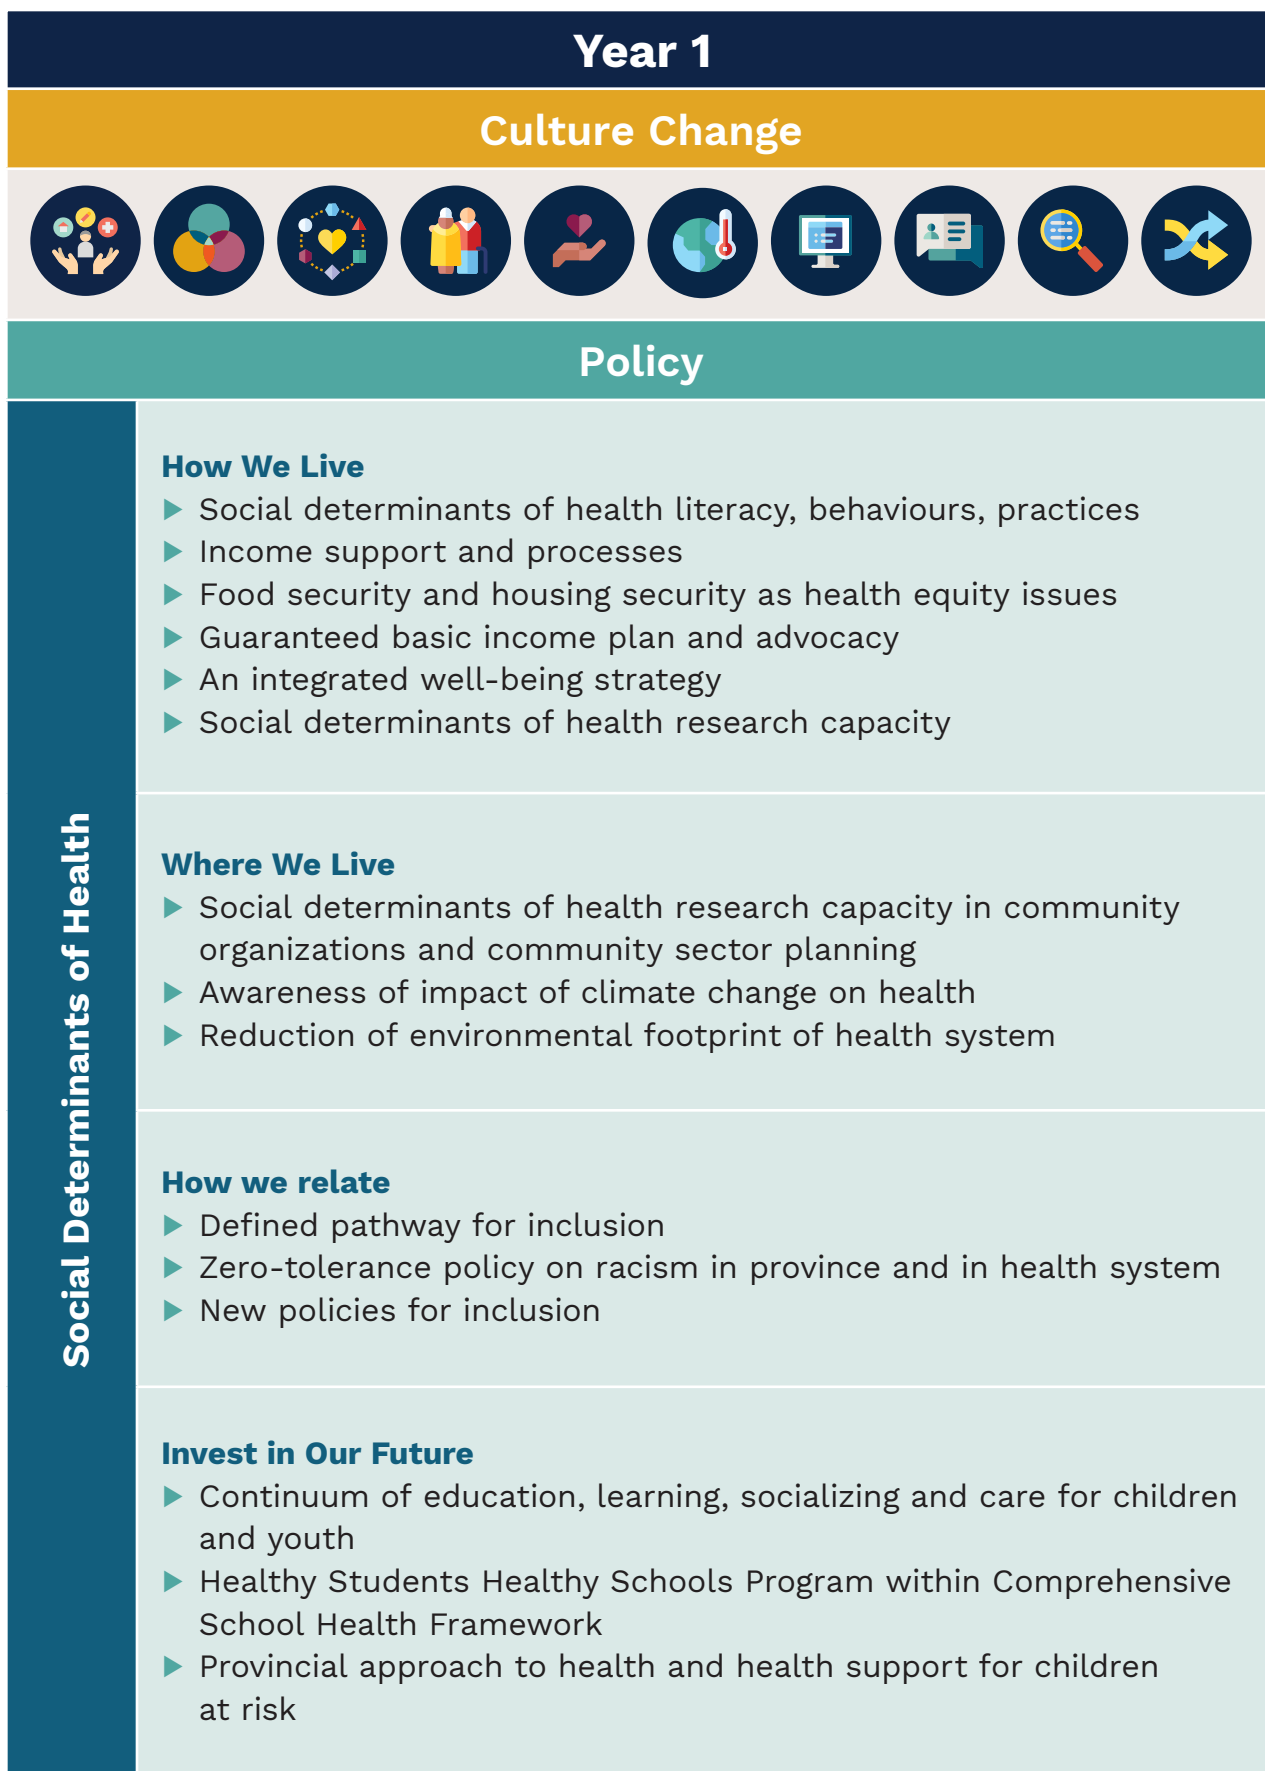 Year 1
Culture Change
Policy
Social Determinants of Health
How We Live
▶ Social determinants of health literacy, behaviours, practices
▶ Income support and processes
▶ Food security and housing security as health equity issues
▶ Guaranteed basic income plan and advocacy
▶ An integrated well-being strategy
▶ Social determinants of health research capacity
Where We Live
▶ Social determinants of health research capacity in community
organizations and community sector planning
▶ Awareness of impact of climate change on health
▶ Reduction of environmental footprint of health system
How we relate
▶ Defined pathway for inclusion
▶ Zero-tolerance policy on racism in province and in health system
▶ New policies for inclusion
Invest in Our Future
▶ Continuum of education, learning, socializing and care for children
and youth
▶ Healthy Students Healthy Schools Program within Comprehensive
School Health Framework
▶ Provincial approach to health and health support for children
at risk